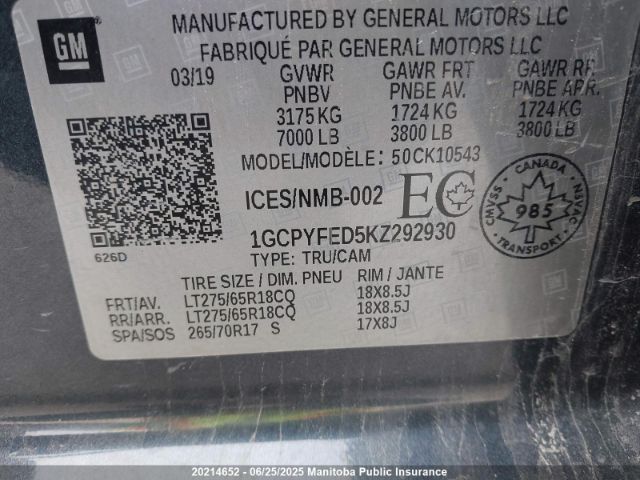 GM
MANUFACTURED BY GENERAL MOTORS LLC
FABRIQUÉ PAR GENERAL MOTORS LLC
03/19 GVWR GAWR FRT GAWR RR
PNBV PNBE AV. PNBE ARR.
3175 KG 1724 KG 1724 KG
7000 LB 3800 LB 3800 LB
MODEL/MODÈLE: 50CK10543
ICES/NMB-002 EC
CANADA
CMVSS 985 NSVAC
1GCPYFED5KZ292930
626D
TYPE: TRU/CAM
TIRE SIZE / DIM. PNEU RIM / JANTE
FRT/AV. LT275/65R18CQ 18X8.5J
RR/ARR. LT275/65R18CQ 18X8.5J
SPA/SOS 265/70R17 S 17X8J
20214652 - 06/25/2025 Manitoba Public Insurance